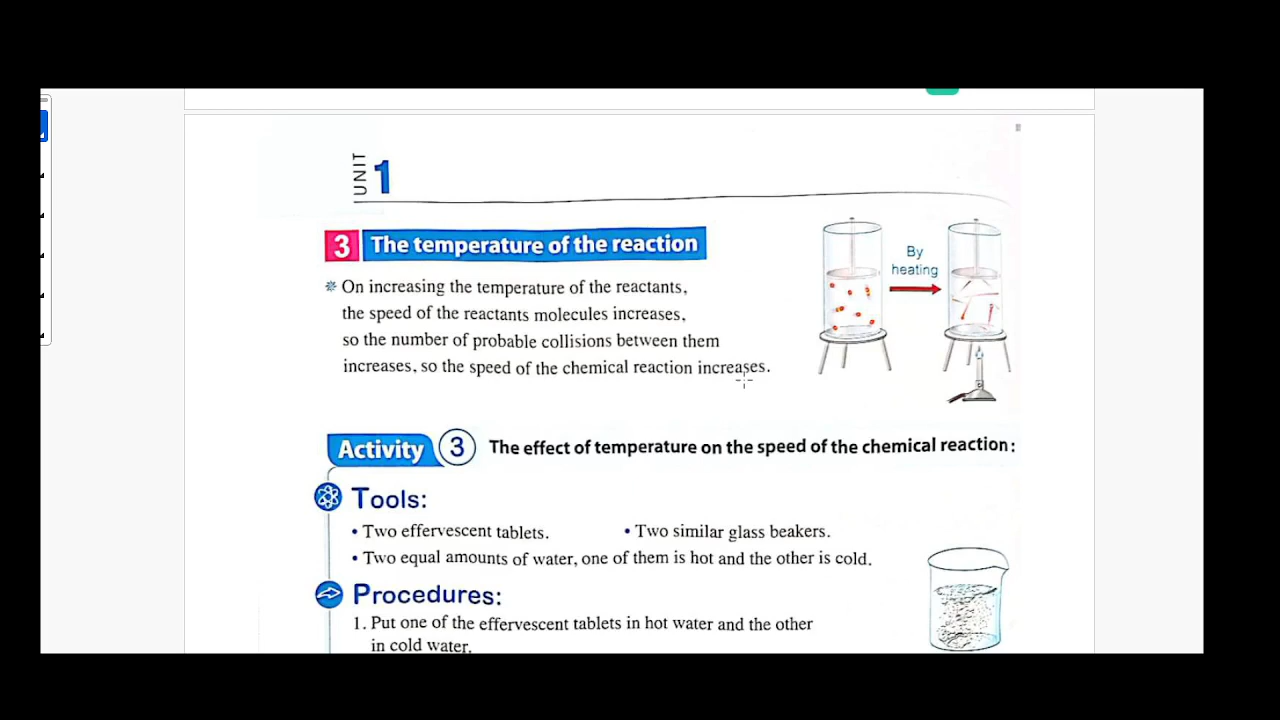 UNIT 1
3 The temperature of the reaction
On increasing the temperature of the reactants,
the speed of the reactants molecules increases,
so the number of probable collisions between them
increases, so the speed of the chemical reaction increases.
By
heating
Activity 3 The effect of temperature on the speed of the chemical reaction:
Tools:
• Two effervescent tablets. • Two similar glass beakers.
• Two equal amounts of water, one of them is hot and the other is cold.
Procedures:
1. Put one of the effervescent tablets in hot water and the other
in cold water.